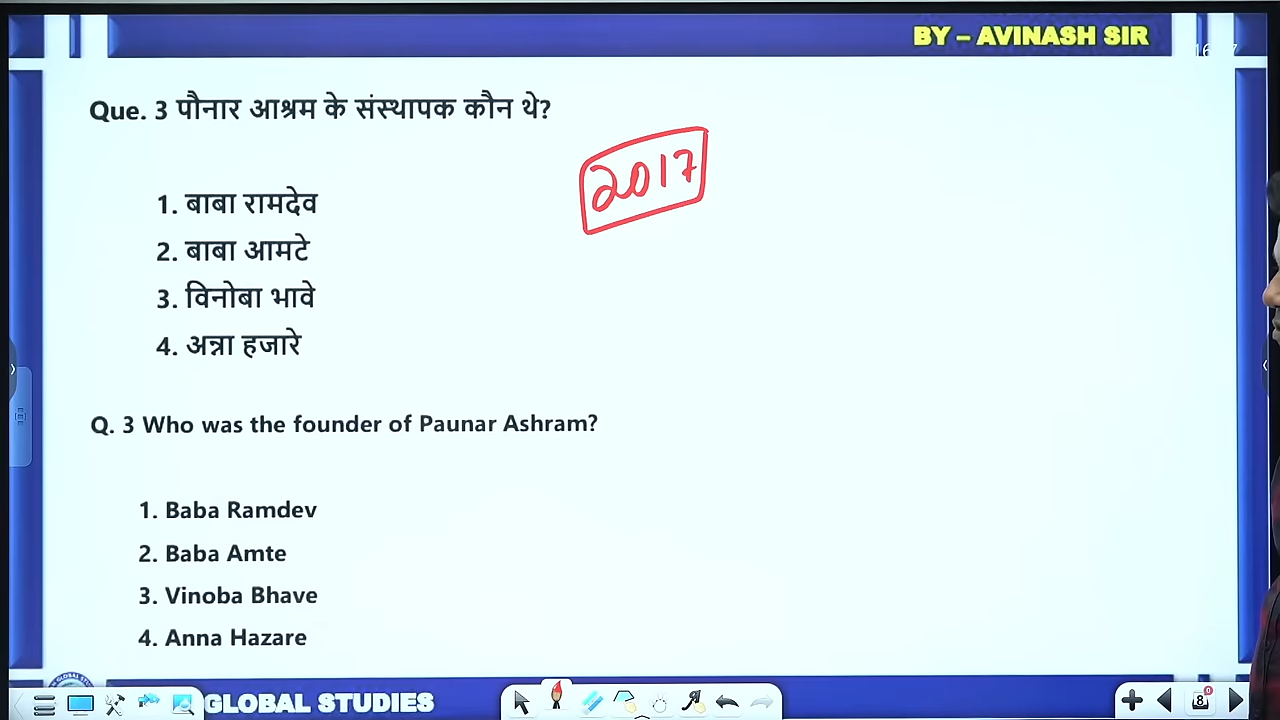 BY – AVINASH SIR
Que. 3 पौनार आश्रम के संस्थापक कौन थे?
2017
1. बाबा रामदेव
2. बाबा आमटे
3. विनोबा भावे
4. अन्ना हजारे
Q. 3 Who was the founder of Paunar Ashram?
1. Baba Ramdev
2. Baba Amte
3. Vinoba Bhave
4. Anna Hazare
GLOBAL STUDIES
8